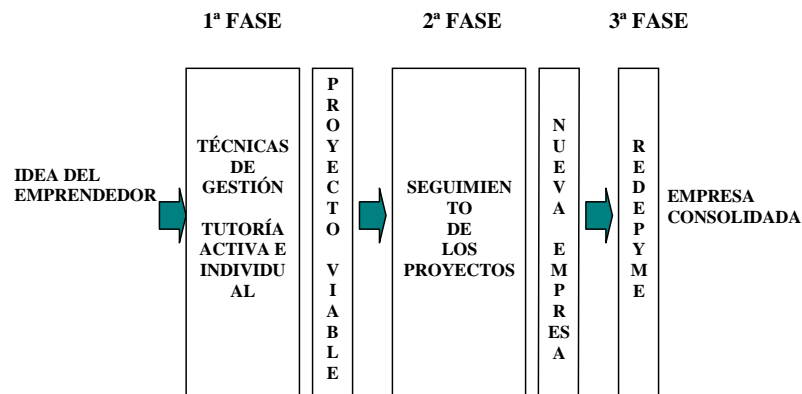 1ª FASE
2ª FASE
3ª FASE
IDEA DEL
EMPRENDEDOR
TÉCNICAS
DE
GESTIÓN
TUTORÍA
ACTIVA E
INDIVIDU
AL
P
R
O
Y
E
C
T
O
V
I
A
B
L
E
SEGUIMIEN
TO
DE
LOS
PROYECTOS
N
U
E
V
A
E
M
P
R
ES
A
R
E
D
E
P
Y
M
E
EMPRESA
CONSOLIDADA